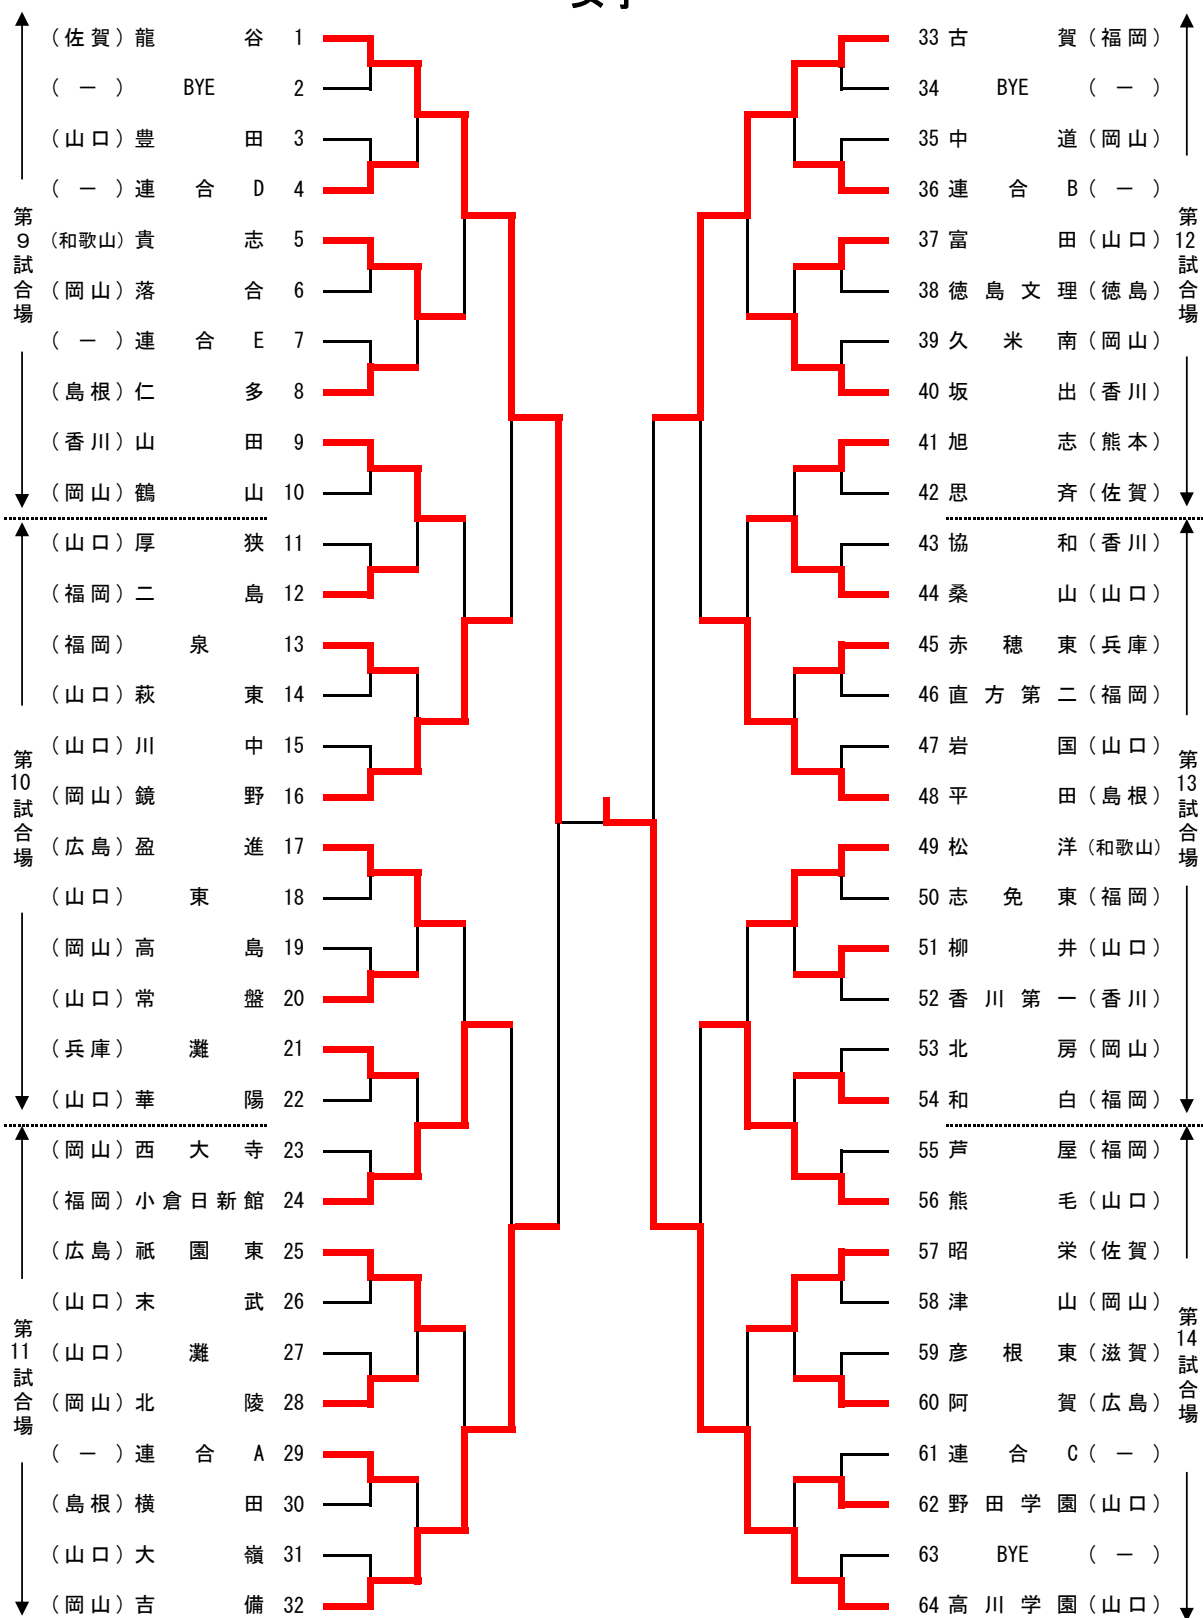 女子
（佐賀）龍谷 1
（－）BYE 2
（山口）豊田 3
（－）連合D 4
（和歌山）貴志 5
（岡山）落合 6
（－）連合E 7
（島根）仁多 8
（香川）山田 9
（岡山）鶴山 10
（山口）厚狭 11
（福岡）二島 12
（福岡）泉 13
（山口）萩東 14
（山口）川中 15
（岡山）鏡野 16
（広島）盈進 17
（山口）東 18
（岡山）高島 19
（山口）常盤 20
（兵庫）灘 21
（山口）華陽 22
（岡山）西大寺 23
（福岡）小倉日新館 24
（広島）祇園東 25
（山口）末武 26
（山口）灘 27
（岡山）北陵 28
（－）連合A 29
（島根）横田 30
（山口）大嶺 31
（岡山）吉備 32
第9試合場
第10試合場
第11試合場
33 古賀（福岡）
34 BYE（－）
35 中道（岡山）
36 連合B（－）
37 富田（山口）
38 徳島文理（徳島）
39 久米南（岡山）
40 坂出（香川）
41 旭志（熊本）
42 思斉（佐賀）
43 協和（香川）
44 桑山（山口）
45 赤穂東（兵庫）
46 直方第二（福岡）
47 岩国（山口）
48 平田（島根）
49 松洋（和歌山）
50 志免東（福岡）
51 柳井（山口）
52 香川第一（香川）
53 北房（岡山）
54 和白（福岡）
55 芦屋（福岡）
56 熊毛（山口）
57 昭栄（佐賀）
58 津山（岡山）
59 彦根東（滋賀）
60 阿賀（広島）
61 連合C（－）
62 野田学園（山口）
63 BYE（－）
64 高川学園（山口）
第12試合場
第13試合場
第14試合場